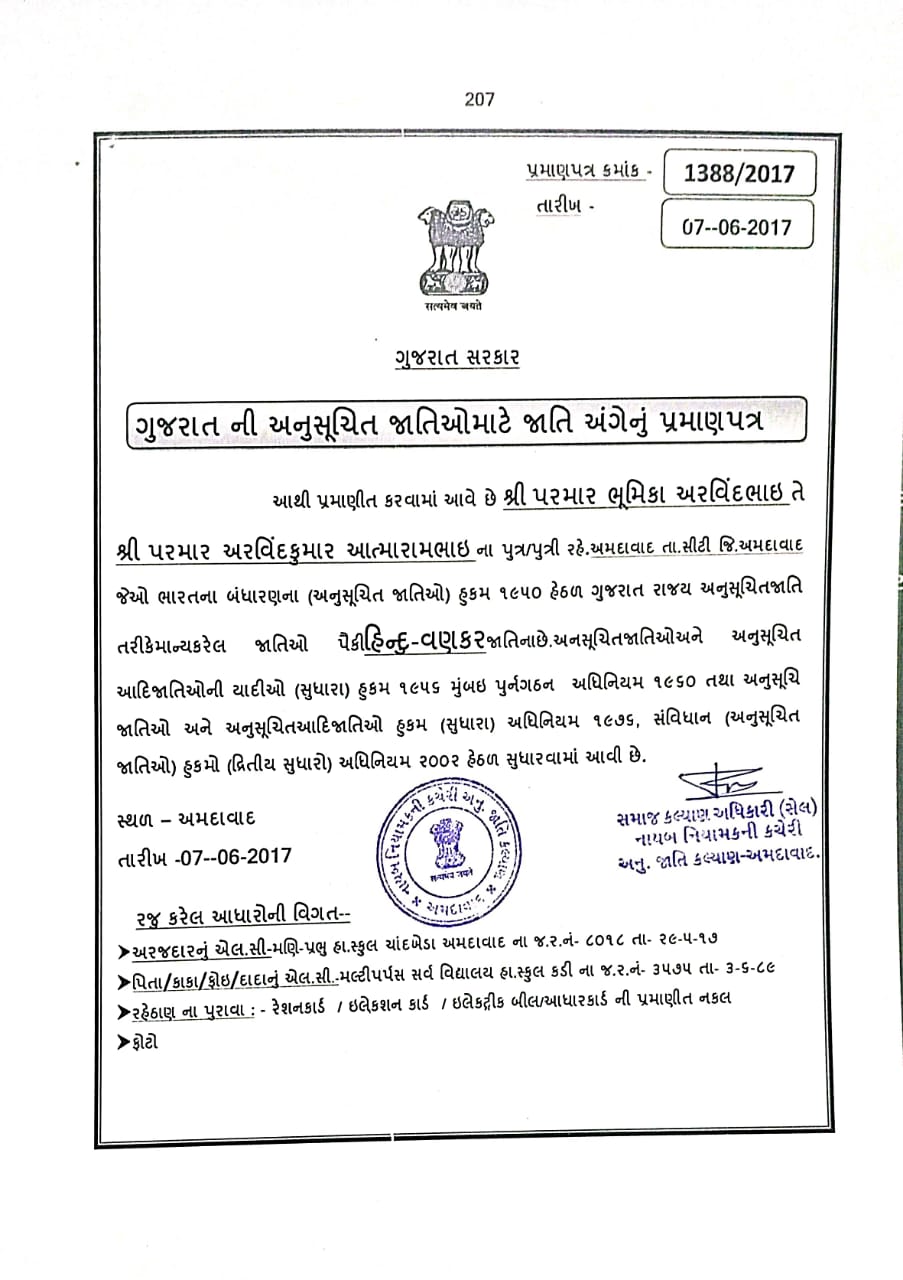 207
પ્રમાણપત્ર ક્રમાંક - 1388/2017
તારીખ - 07--06-2017
सत्यमेव जयते
ગુજરાત સરકાર
ગુજરાત ની અનુસૂચિત જાતિઓમાટે જાતિ અંગેનું પ્રમાણપત્ર
આથી પ્રમાણીત કરવામાં આવે છે શ્રી પરમાર ભૂમિકા અરવિંદભાઇ તે
શ્રી પરમાર અરવિંદકુમાર આત્મારામભાઇ ના પુત્ર/પુત્રી રહે.અમદાવાદ તા.સીટી જિ.અમદાવાદ
જેઓ ભારતના બંધારણના (અનુસૂચિત જાતિઓ) હુકમ ૧૯૫૦ હેઠળ ગુજરાત રાજય અનુસૂચિતજાતિ
તરીકેમાન્યકરેલ જાતિઓ પૈકીહિન્દુ-વણકરજાતિનાછે.અનસૂચિતજાતિઓઅને અનુસૂચિત
આદિજાતિઓની યાદીઓ (સુધારા) હુકમ ૧૯૫૬ મુંબઇ પુર્નગઠન અધિનિયમ ૧૯૬૦ તથા અનુસૂચિ
જાતિઓ અને અનુસૂચિતઆદિજાતિઓ હુકમ (સુધારા) અધિનિયમ ૧૯૭૬, સંવિધાન (અનુસૂચિત
જાતિઓ) હુકમો (દ્રિતીય સુધારો) અધિનિયમ ૨૦૦૨ હેઠળ સુધારવામાં આવી છે.
સ્થળ – અમદાવાદ
તારીખ -07--06-2017
નાયબ નિયામકની કચેરી અનુ. જાતિ કલ્યાણ
सत्यमेव जयते
અમદાવાદ
સમાજ કલ્યાણ અધિકારી (સેલ)
નાયબ નિયામકની કચેરી
અનુ. જાતિ કલ્યાણ-અમદાવાદ.
રજુ કરેલ આધારોની વિગત--
➤અરજદારનું એલ.સી-મણિ-પ્રભુ હા.સ્કુલ ચાંદખેડા અમદાવાદ ના જ.ર.નં- ૮૦૧૮ તા- ૨૯-૫-૧૭
➤પિતા/કાકા/ફોઇ/દાદાનું એલ.સી.-મલ્ટીપર્પસ સર્વ વિદ્યાલય હા.સ્કુલ કડી ના જ.ર.નં- ૩૫૭૫ તા- ૩-૬-૮૯
➤રહેઠાણ ના પુરાવા : - રેશનકાર્ડ / ઇલેકશન કાર્ડ / ઇલેકટ્રીક બીલ/આધારકાર્ડ ની પ્રમાણીત નકલ
➤ફોટો